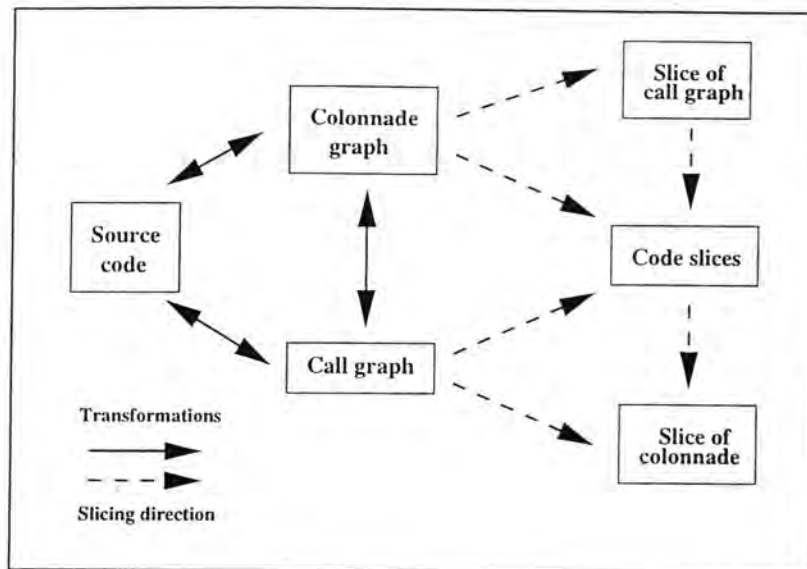 Slice of
call graph
Colonnade
graph
Source
code
Code slices
Call graph
Transformations
Slicing direction
Slice of
colonnade